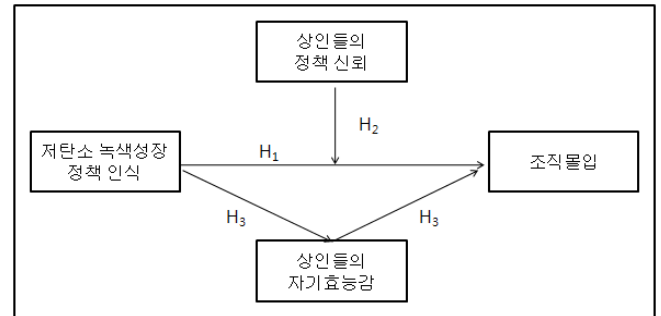 상인들의
정책 신뢰
H₂
저탄소 녹색성장
정책 인식
H₁
조직몰입
H₃
H₃
상인들의
자기효능감